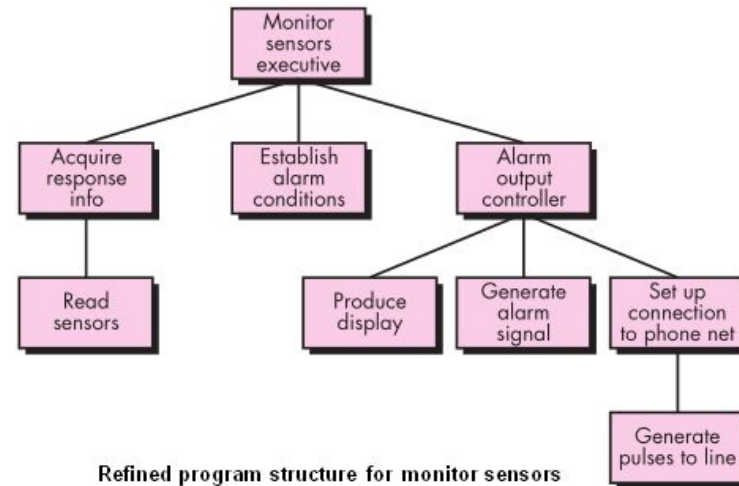 Monitor
sensors
executive
Acquire
response
info
Establish
alarm
conditions
Alarm
output
controller
Read
sensors
Produce
display
Generate
alarm
signal
Set up
connection
to phone net
Generate
pulses to line
Refined program structure for monitor sensors